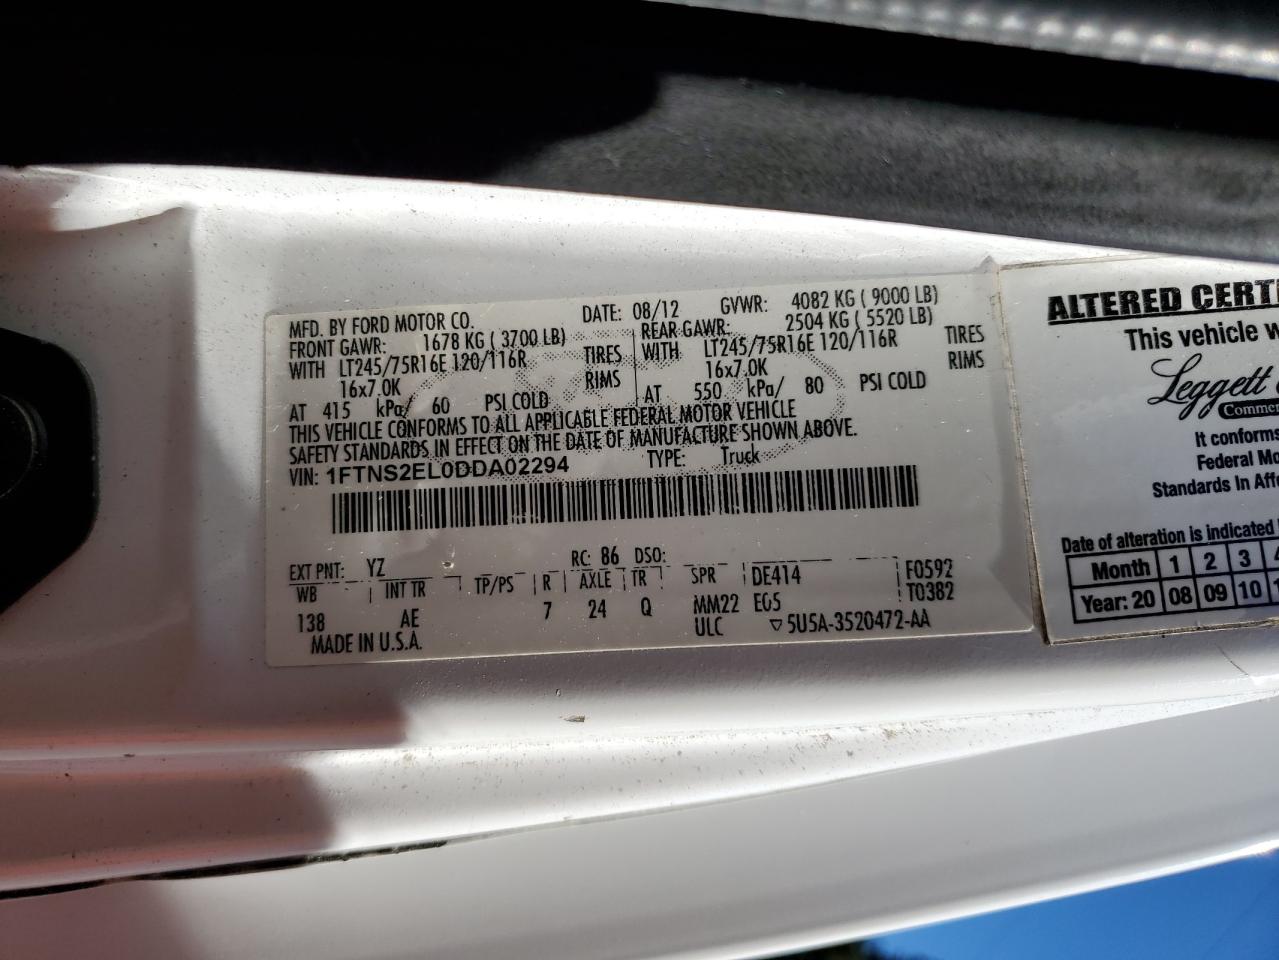 MFD. BY FORD MOTOR CO.
DATE: 08/12 GVWR: 4082 KG ( 9000 LB)
FRONT GAWR: 1678 KG ( 3700 LB)
REAR GAWR: 2504 KG ( 5520 LB)
WITH LT245/75R16E 120/116R TIRES
WITH LT245/75R16E 120/116R TIRES
16x7.0K RIMS
16x7.0K RIMS
AT 415 kPa/ 60 PSI COLD
AT 550 kPa/ 80 PSI COLD
THIS VEHICLE CONFORMS TO ALL APPLICABLE FEDERAL MOTOR VEHICLE
SAFETY STANDARDS IN EFFECT ON THE DATE OF MANUFACTURE SHOWN ABOVE.
VIN: 1FTNS2EL0DDA02294 TYPE: Truck
EXT PNT: YZ RC: 86 DSO:
WB INT TR TP/PS R AXLE TR SPR DE414 F0592
138 AE 7 24 Q MM22 T0382
ULC ▽5U5A-3520472-AA
MADE IN U.S.A.
ALTERED
This vehicle
Leggett
It conforms
Federal
Standards In
Date of alteration is indicated
Month 1 2 3
Year: 20 08 09 10